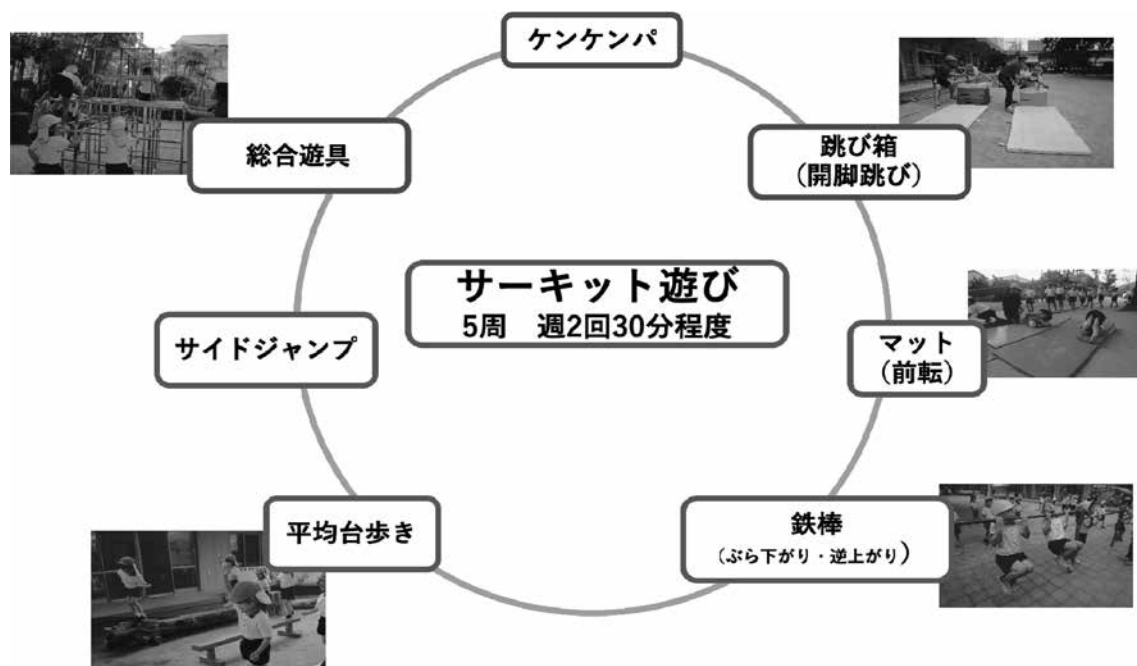 ケンケンパ
跳び箱
(開脚跳び)
マット
(前転)
鉄棒
(ぶら下がり・逆上がり)
平均台歩き
サイドジャンプ
総合遊具
サーキット遊び
5周　週2回30分程度